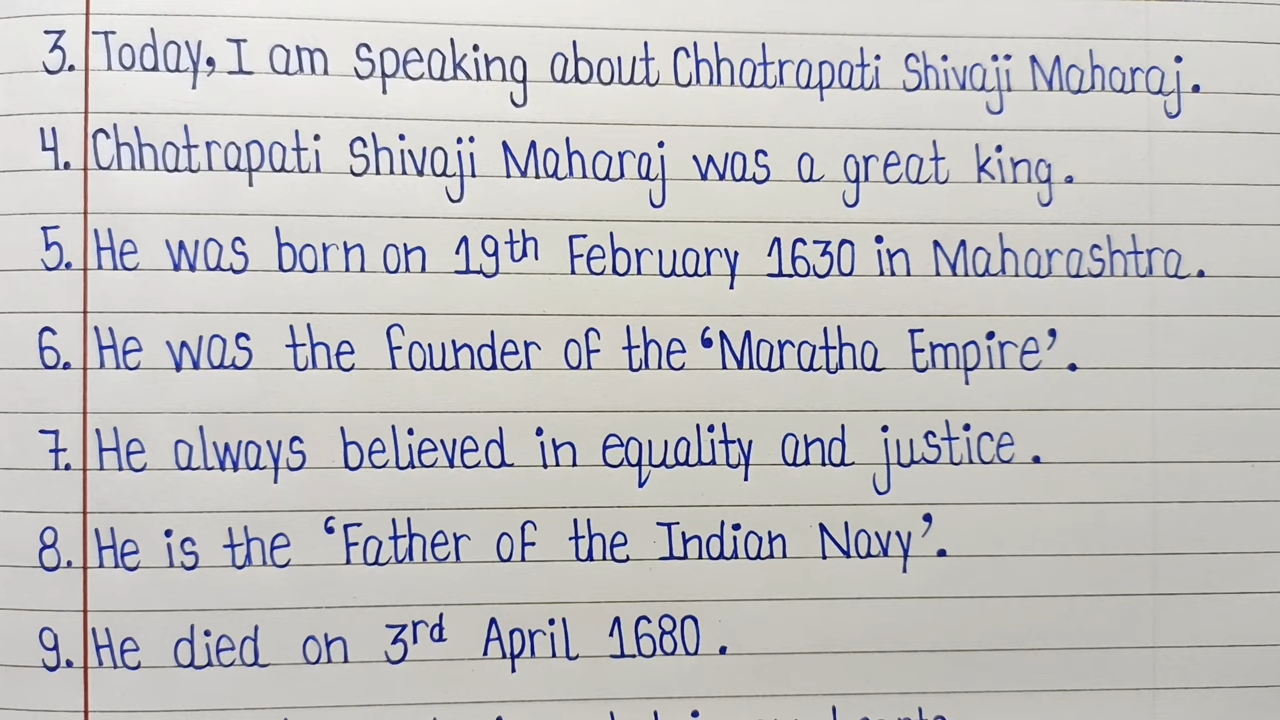 3. Today, I am speaking about Chhatrapati Shivaji Maharaj.
4. Chhatrapati Shivaji Maharaj was a great king.
5. He was born on 19th February 1630 in Maharashtra.
6. He was the founder of the ‘Maratha Empire’.
7. He always believed in equality and justice.
8. He is the ‘Father of the Indian Navy’.
9. He died on 3rd April 1680.